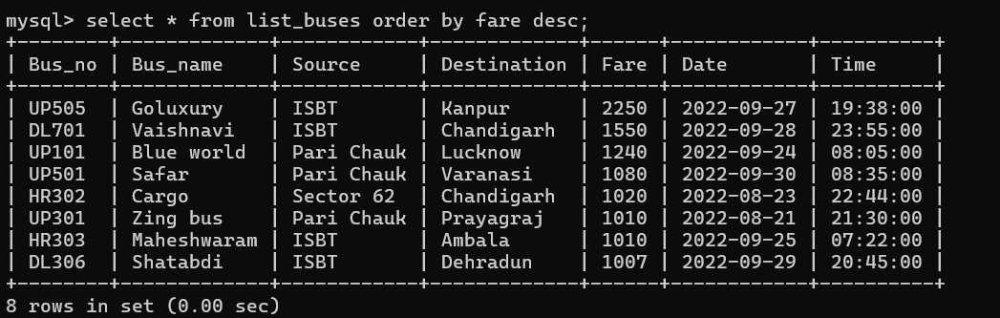 mysql> select * from list_buses order by fare desc;
+--------+-------------+------------+-------------+------+------------+----------+
| Bus_no | Bus_name    | Source     | Destination | Fare | Date       | Time     |
+--------+-------------+------------+-------------+------+------------+----------+
| UP505  | Goluxury    | ISBT       | Kanpur      | 2250 | 2022-09-27 | 19:38:00 |
| DL701  | Vaishnavi   | ISBT       | Chandigarh  | 1550 | 2022-09-28 | 23:55:00 |
| UP101  | Blue world  | Pari Chauk | Lucknow     | 1240 | 2022-09-24 | 08:05:00 |
| UP501  | Safar       | Pari Chauk | Varanasi    | 1080 | 2022-09-30 | 08:35:00 |
| HR302  | Cargo       | Sector 62  | Chandigarh  | 1020 | 2022-08-23 | 22:44:00 |
| UP301  | Zing bus    | Pari Chauk | Prayagraj   | 1010 | 2022-08-21 | 21:30:00 |
| HR303  | Maheshwaram | ISBT       | Ambala      | 1010 | 2022-09-25 | 07:22:00 |
| DL306  | Shatabdi    | ISBT       | Dehradun    | 1007 | 2022-09-29 | 20:45:00 |
+--------+-------------+------------+-------------+------+------------+----------+
8 rows in set (0.00 sec)